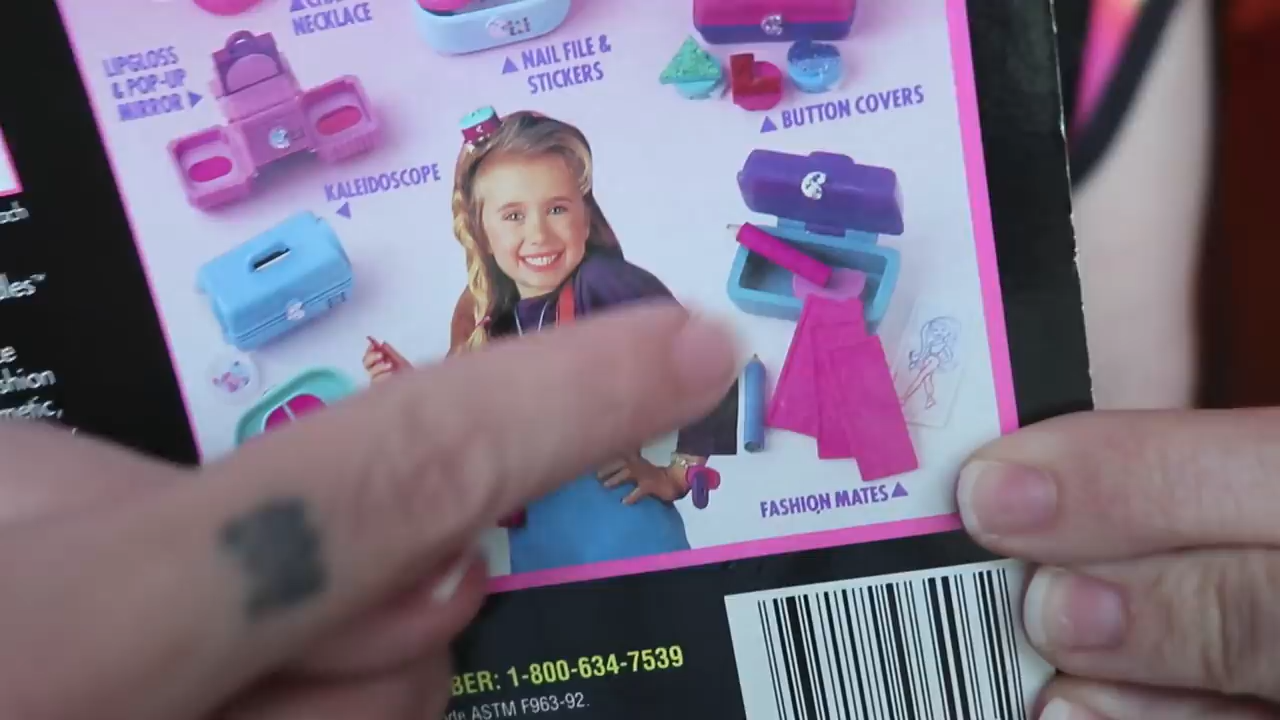 NECKLACE
LIPGLOSS
& POP-UP
MIRROR
NAIL FILE &
STICKERS
BUTTON COVERS
KALEIDOSCOPE
FASHION MATES
BER: 1-800-634-7539
ASTM F963-92.